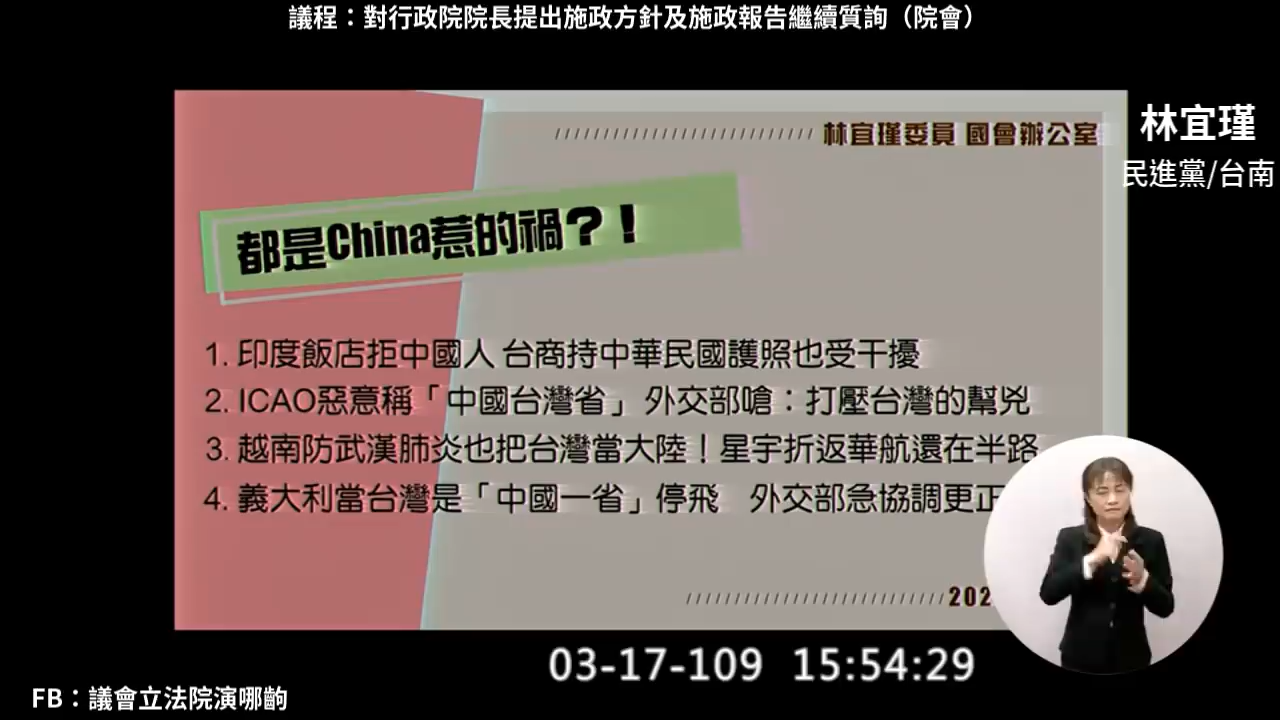 議程：對行政院院長提出施政方針及施政報告繼續質詢（院會）
林宜瑾委員 國會辦公室
林宜瑾
民進黨/台南
都是China惹的禍？！
1. 印度飯店拒中國人 台商持中華民國護照也受干擾
2. ICAO惡意稱「中國台灣省」 外交部嗆：打壓台灣的幫兇
3. 越南防武漢肺炎也把台灣當大陸！星宇折返華航還在半路
4. 義大利當台灣是「中國一省」停飛　外交部急協調更正
202
03-17-109 15:54:29
FB：議會立法院演哪齣